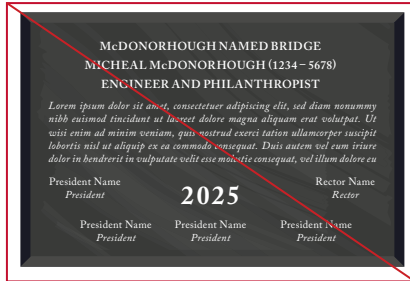 McDONORHOUGH NAMED BRIDGE
MICHEAL McDONORHOUGH (1234 – 5678)
ENGINEER AND PHILANTHROPIST
Lorem ipsum dolor sit amet, consectetuer adipiscing elit, sed diam nonummy
nibh euismod tincidunt ut laoreet dolore magna aliquam erat volutpat. Ut
wisi enim ad minim veniam, quis nostrud exerci tation ullamcorper suscipit
lobortis nisl ut aliquip ex ea commodo consequat. Duis autem vel eum iriure
dolor in hendrerit in vulputate velit esse molestie consequat, vel illum dolore eu
President Name
President
2025
Rector Name
Rector
President Name
President
President Name
President
President Name
President